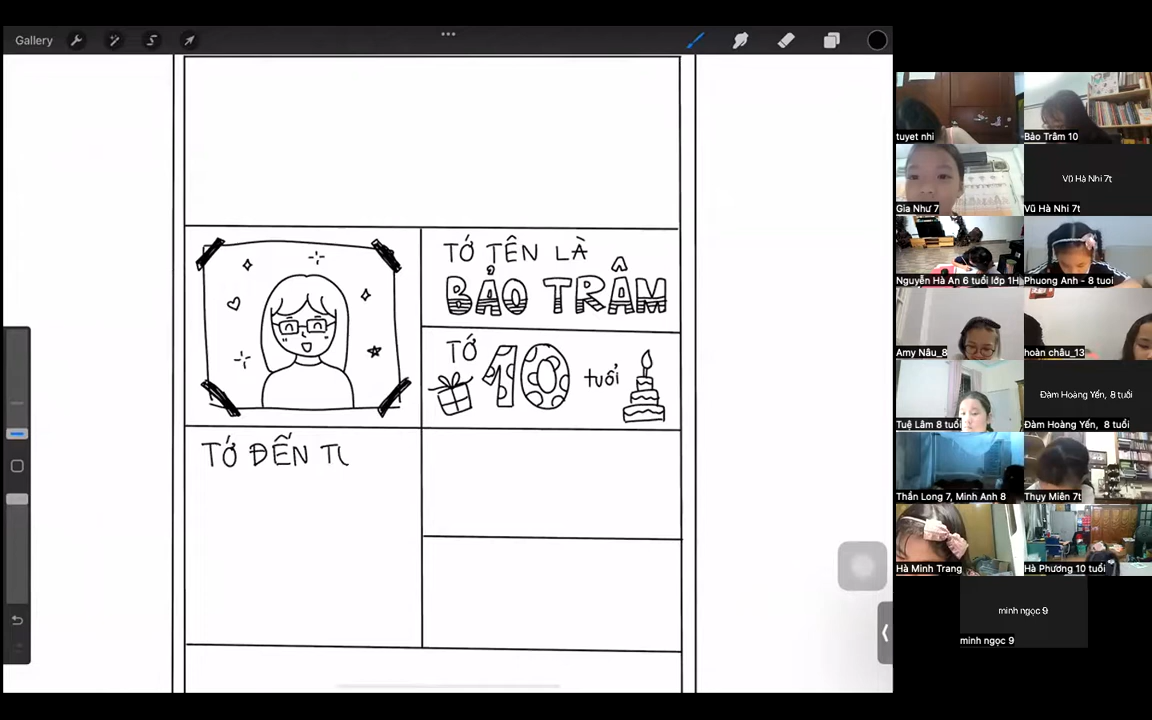 Gallery
TỚ TÊN LÀ
BẢO TRÂM
TỚ
10 tuổi
TỚ ĐẾN TỪ
tuyet nhi
Bảo Trâm 10
Gia Như 7
Vũ Hà Nhi 7t
Vũ Hà Nhi 7t
Nguyễn Hà An 6 tuổi lớp 1H
Phuong Anh - 8 tuoi
Amy Nâu_8
hoàn châu_13
Tuệ Lâm 8 tuổi
Đàm Hoàng Yến, 8 tuổi
Đàm Hoàng Yến, 8 tuổi
Thần Long 7, Minh Anh 8
Thụy Miên 7t
Hà Minh Trang
Hà Phương 10 tuổi
minh ngọc 9
minh ngọc 9